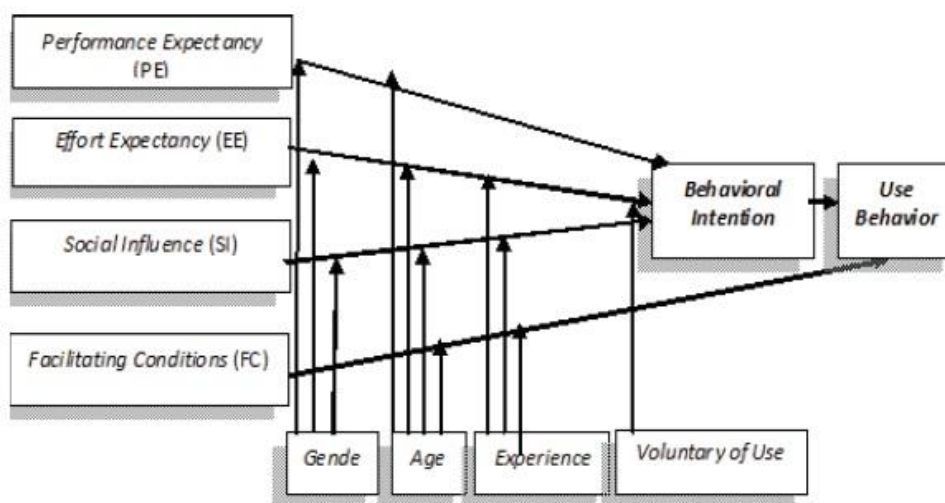 Performance Expectancy
(PE)
Effort Expectancy (EE)
Social Influence (SI)
Facilitating Conditions (FC)
Behavioral
Intention
Use
Behavior
Gende
Age
Experience
Voluntary of Use